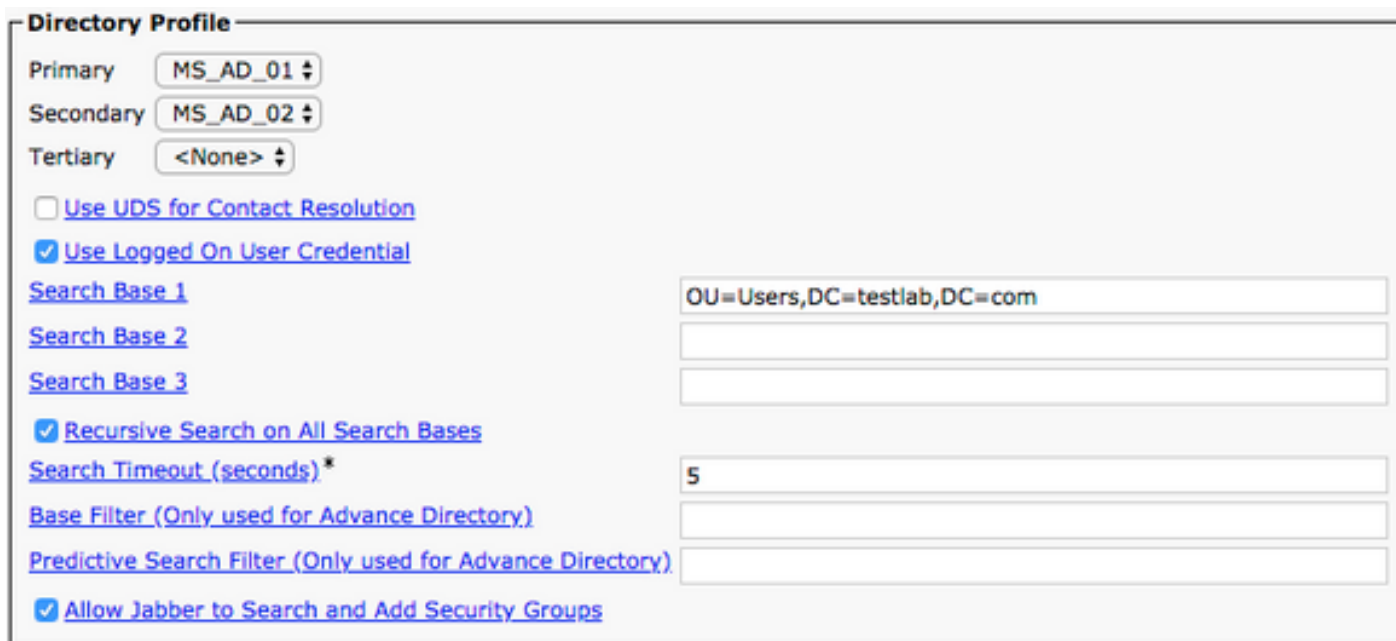 Directory Profile
Primary MS_AD_01
Secondary MS_AD_02
Tertiary <None>
Use UDS for Contact Resolution
Use Logged On User Credential
Search Base 1 OU=Users,DC=testlab,DC=com
Search Base 2
Search Base 3
Recursive Search on All Search Bases
Search Timeout (seconds)* 5
Base Filter (Only used for Advance Directory)
Predictive Search Filter (Only used for Advance Directory)
Allow Jabber to Search and Add Security Groups